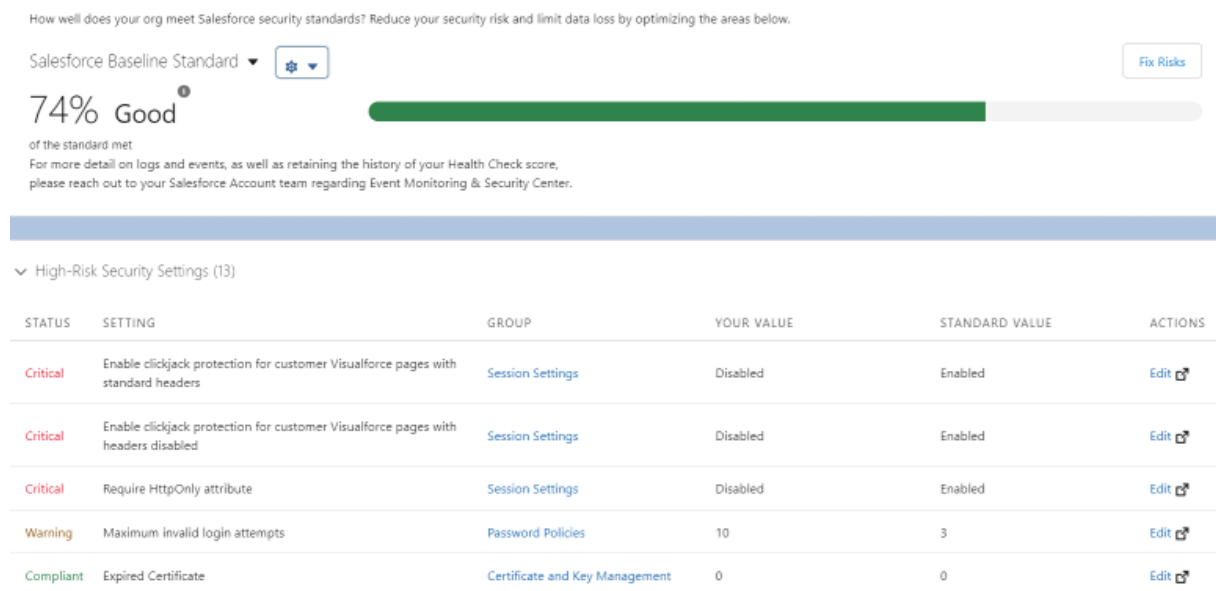 How well does your org meet Salesforce security standards? Reduce your security risk and limit data loss by optimizing the areas below.
Salesforce Baseline Standard
Fix Risks
74% Good
of the standard met
For more detail on logs and events, as well as retaining the history of your Health Check score,
please reach out to your Salesforce Account team regarding Event Monitoring & Security Center.
High-Risk Security Settings (13)
STATUS SETTING GROUP YOUR VALUE STANDARD VALUE ACTIONS
Critical Enable clickjack protection for customer Visualforce pages with
standard headers Session Settings Disabled Enabled Edit
Critical Enable clickjack protection for customer Visualforce pages with
headers disabled Session Settings Disabled Enabled Edit
Critical Require HttpOnly attribute Session Settings Disabled Enabled Edit
Warning Maximum invalid login attempts Password Policies 10 3 Edit
Compliant Expired Certificate Certificate and Key Management 0 0 Edit